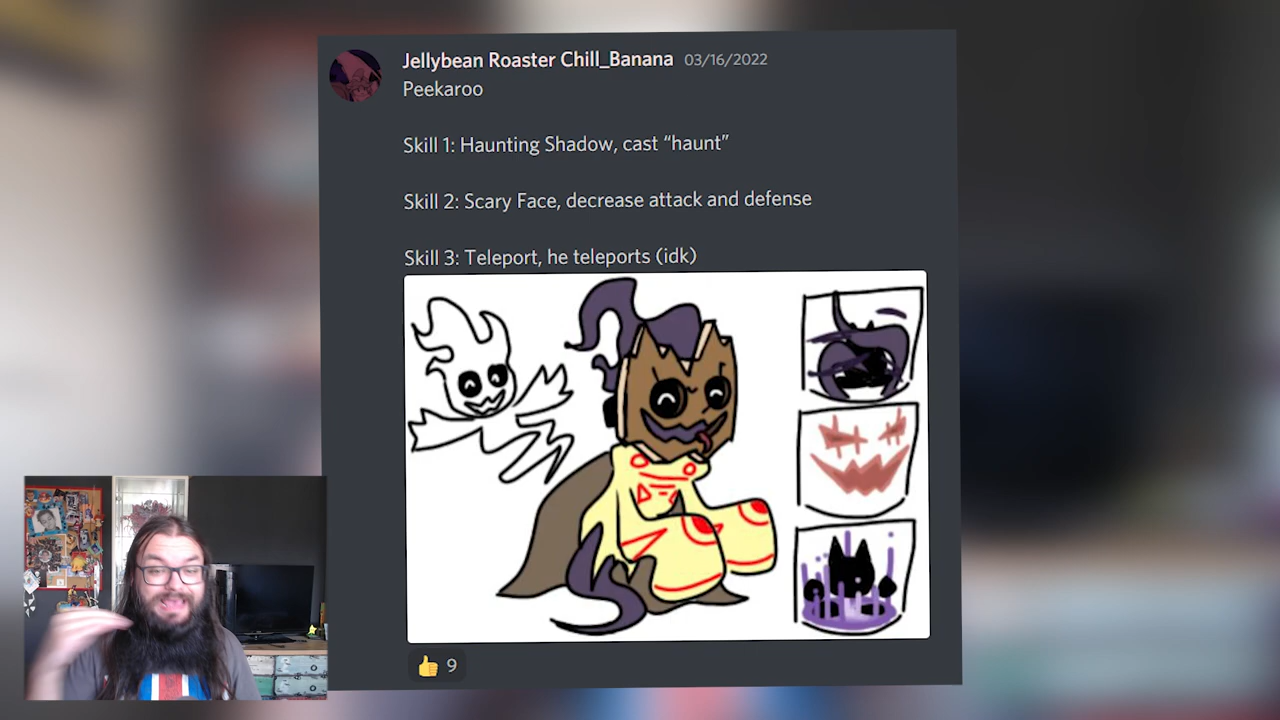 Jellybean Roaster Chill_Banana 03/16/2022
Peekaroo
Skill 1: Haunting Shadow, cast “haunt”
Skill 2: Scary Face, decrease attack and defense
Skill 3: Teleport, he teleports (idk)
9